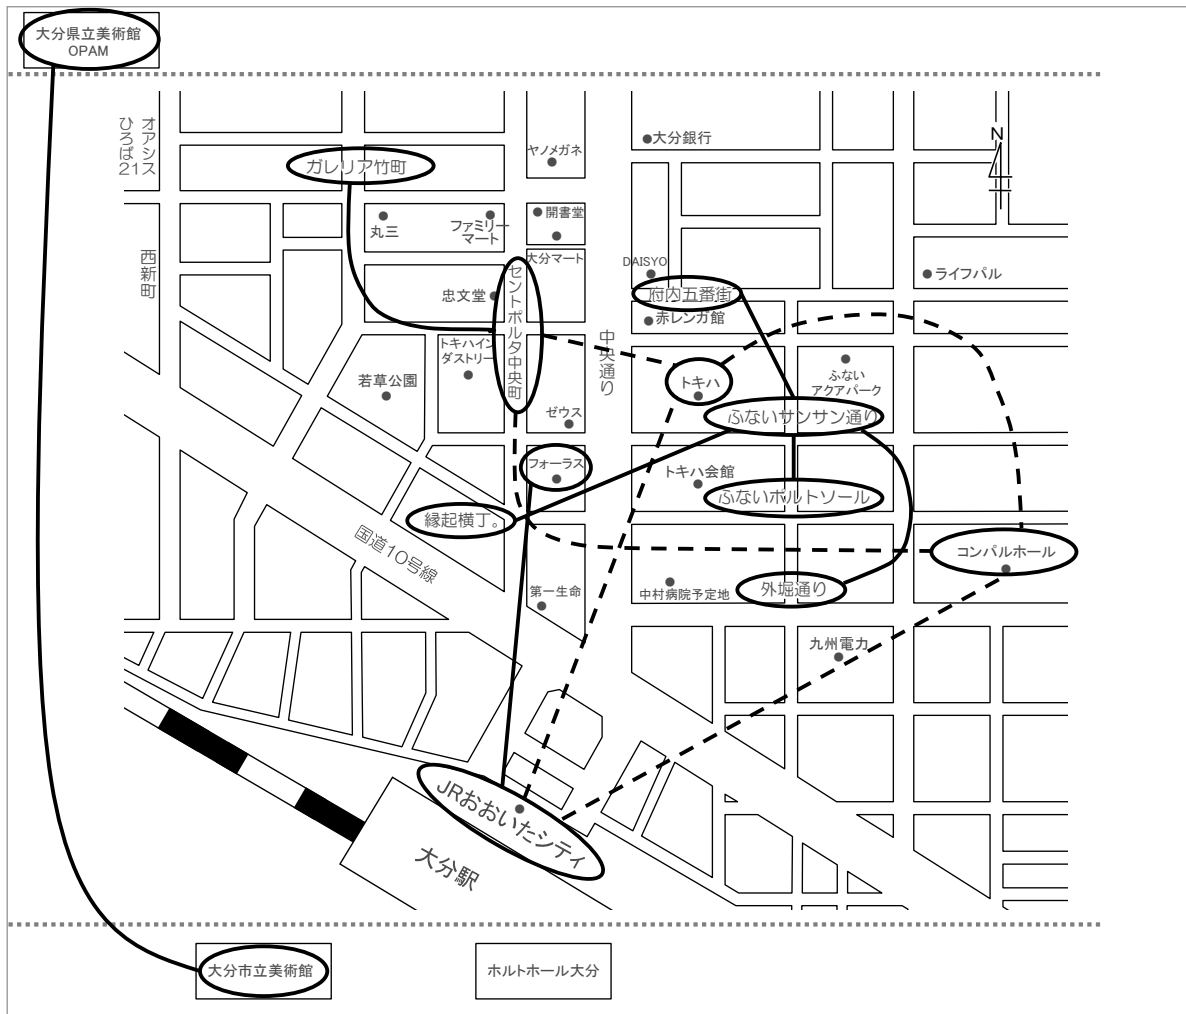 大分県立美術館
OPAM
オアシス
ひろば21
ガレリア竹町
ヤノメガネ
大分銀行
N
丸三
ファミリー
マート
開書堂
大分マート
西新町
DAISYO
ライフパル
忠文堂
セントポルタ中央町
府内五番街
赤レンガ館
中央通り
トキハイン
ダストリー
若草公園
トキハ
ふない
アクアパーク
ゼウス
ふないサンサン通り
フォーラス
トキハ会館
ふないポルトソール
縁起横丁。
国道10号線
コンパルホール
第一生命
中村病院予定地
外堀通り
九州電力
JRおおいたシティ
大分駅
大分市立美術館
ホルトホール大分